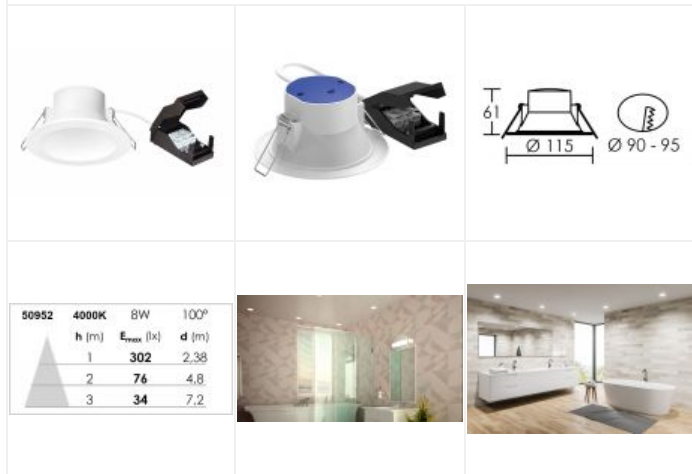 61
Ø 115
Ø 90 - 95
50952 4000K 8W 100°
h (m) Emax (lx) d (m)
1 302 2,38
2 76 4,8
3 34 7,2